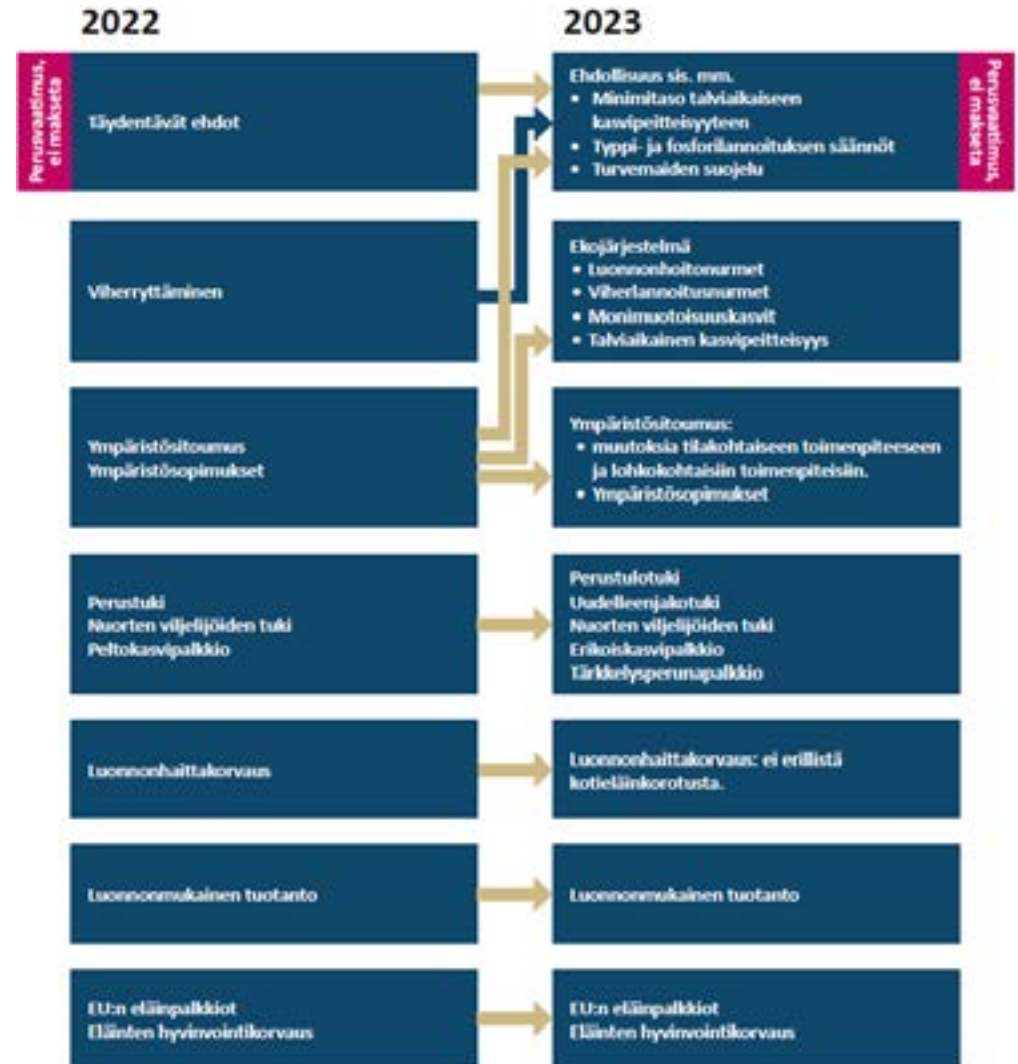 2022
2023
Perusvaatimus,
ei makseta
Täydentävät ehdot
Ehdollisuus sis. mm.
• Minimitaso talviaikaiseen
kasvipeitteisyyteen
• Typpi- ja fosforilannoituksen säännöt
• Turvemaiden suojelu
Perusvaatimus,
ei makseta
Viherryttäminen
Ekojärjestelmä
• Luonnonhoitonurmet
• Viherlannoitusnurmet
• Monimuotoisuuskasvit
• Talviaikainen kasvipeitteisyys
Ympäristösitoumus
Ympäristösopimukset
Ympäristösitoumus:
• muutoksia tilakohtaiseen toimenpiteeseen
ja lohkokohtaisiin toimenpiteisiin.
• Ympäristösopimukset
Perustuki
Nuorten viljelijöiden tuki
Peltokasvipalkkio
Perustulotuki
Uudelleenjakotuki
Nuorten viljelijöiden tuki
Erikoiskasvipalkkio
Tärkkelysperunapalkkio
Luonnonhaittakorvaus
Luonnonhaittakorvaus: ei erillistä
kotieläinkorotusta.
Luonnonmukainen tuotanto
Luonnonmukainen tuotanto
EU:n eläinpalkkiot
Eläinten hyvinvointikorvaus
EU:n eläinpalkkiot
Eläinten hyvinvointikorvaus